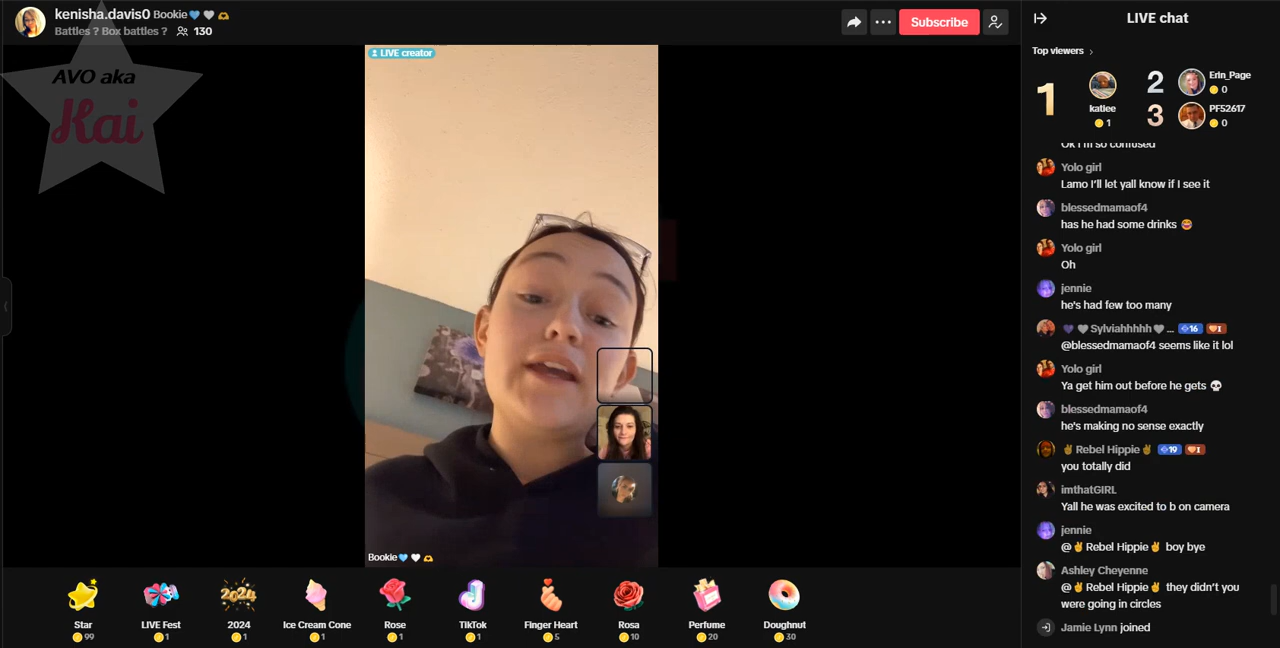 kenisha.davis0 Bookie💙🤍🫶
Battles ? Box battles ? 130
Subscribe
AVO aka
Kai
LIVE creator
Bookie💙🤍🫶
Star
99
LIVE Fest
1
2024
2024
1
Ice Cream Cone
1
Rose
1
TikTok
1
Finger Heart
5
Rosa
10
Perfume
20
Doughnut
30
LIVE chat
Top viewers
1
katiee
1
2
Erin_Page
0
3
PF52617
0
Ok I'm so confused
Yolo girl
Lamo I'll let yall know if I see it
blessedmamaof4
has he had some drinks 😂
Yolo girl
Oh
jennie
he's had few too many
💜🩶Sylviahhhhh🩶... 16 I
@blessedmamaof4 seems like it lol
Yolo girl
Ya get him out before he gets 💀
blessedmamaof4
he's making no sense exactly
✌Rebel Hippie✌ 19 I
you totally did
imthatGIRL
Yall he was excited to b on camera
jennie
@✌Rebel Hippie✌ boy bye
Ashley Cheyenne
@✌Rebel Hippie✌ they didn't you
were going in circles
Jamie Lynn joined